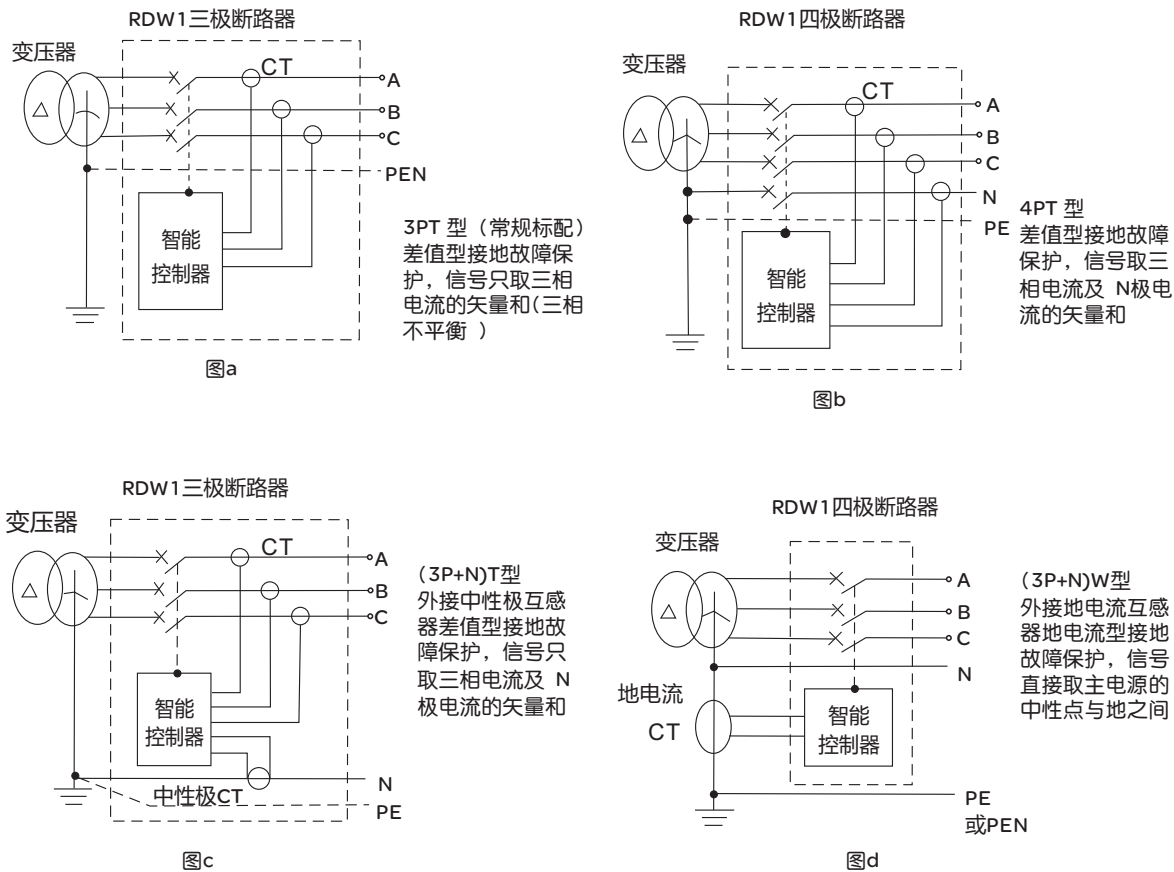 RDW1三极断路器
变压器
CT
A
B
C
PEN
智能
控制器
3PT 型（常规标配）
差值型接地故障保
护，信号只取三相
电流的矢量和(三相
不平衡 ）
图a
RDW1四极断路器
变压器
CT
A
B
C
N
PE
智能
控制器
4PT 型
差值型接地故障
保护，信号取三
相电流及 N极电
流的矢量和
图b
RDW1三极断路器
变压器
CT
A
B
C
智能
控制器
N
中性极CT
PE
(3P+N)T型
外接中性极互感
器差值型接地故
障保护，信号只
取三相电流及 N
极电流的矢量和
图c
RDW1四极断路器
变压器
A
B
C
N
地电流
CT
智能
控制器
PE
或PEN
(3P+N)W型
外接地电流互感
器地电流型接地
故障保护，信号
直接取主电源的
中性点与地之间
图d